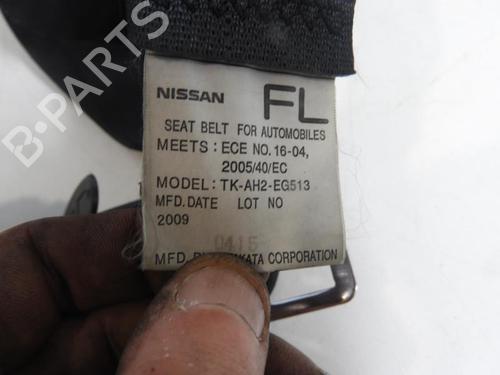 NISSAN FL
SEAT BELT FOR AUTOMOBILES
MEETS : ECE NO. 16-04,
2005/40/EC
MODEL: TK-AH2-EG513
MFD. DATE LOT NO
2009
0415
MFD. CORPORATION
B-PARTS